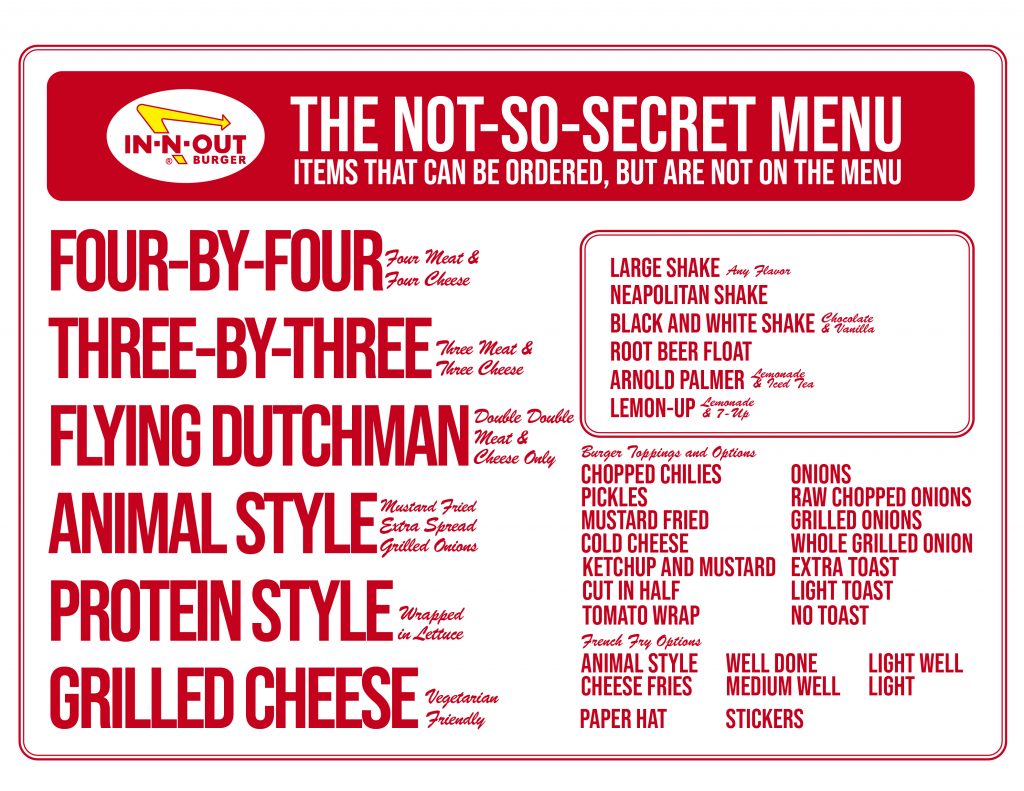 IN-N-OUT
® BURGER
THE NOT-SO-SECRET MENU
ITEMS THAT CAN BE ORDERED, BUT ARE NOT ON THE MENU
FOUR-BY-FOUR Four Meat &
Four Cheese
THREE-BY-THREE Three Meat &
Three Cheese
FLYING DUTCHMAN Double Double
Meat &
Cheese Only
ANIMAL STYLE Mustard Fried
Extra Spread
Grilled Onions
PROTEIN STYLE Wrapped
in Lettuce
GRILLED CHEESE Vegetarian
Friendly
LARGE SHAKE Any Flavor
NEAPOLITAN SHAKE
BLACK AND WHITE SHAKE Chocolate
& Vanilla
ROOT BEER FLOAT
ARNOLD PALMER Lemonade
& Iced Tea
LEMON-UP Lemonade
& 7-Up
Burger Toppings and Options
CHOPPED CHILIES
PICKLES
MUSTARD FRIED
COLD CHEESE
KETCHUP AND MUSTARD
CUT IN HALF
TOMATO WRAP
ONIONS
RAW CHOPPED ONIONS
GRILLED ONIONS
WHOLE GRILLED ONION
EXTRA TOAST
LIGHT TOAST
NO TOAST
French Fry Options
ANIMAL STYLE WELL DONE LIGHT WELL
CHEESE FRIES MEDIUM WELL LIGHT
PAPER HAT STICKERS